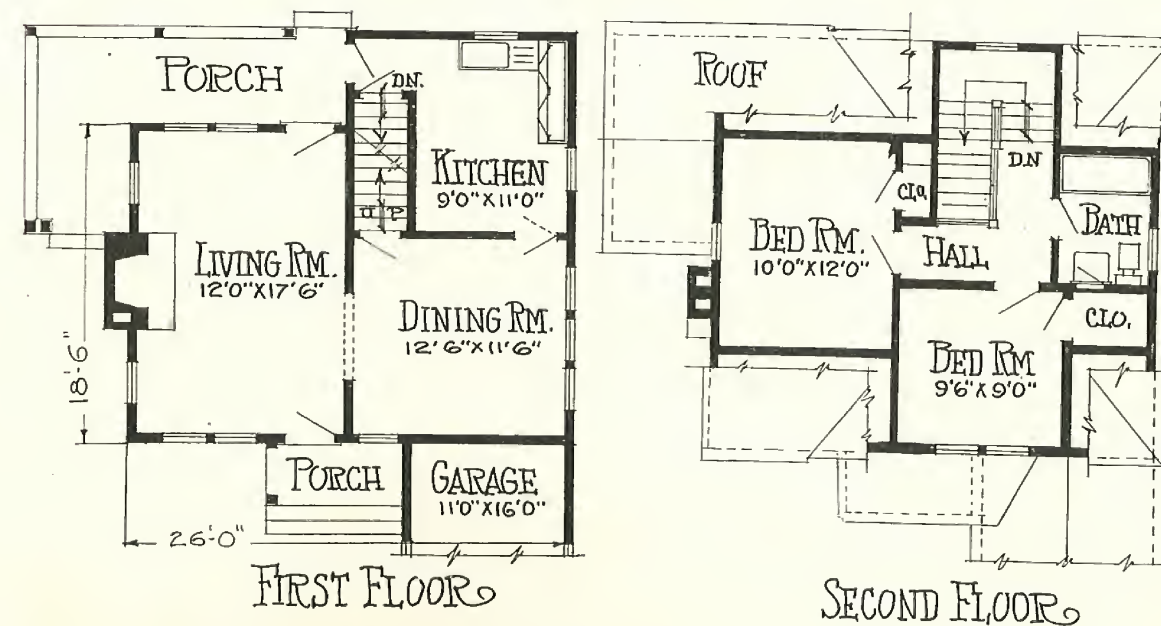 PORCH
DN.
KITCHEN
9'0"X11'0"
UP
LIVING RM.
12'0"X17'6"
DINING RM.
12'6"X11'6"
18'-6"
PORCH
GARAGE
11'0"X16'0"
26'-0"
FIRST FLOOR
ROOF
DN
CLO.
BED RM.
10'0"X12'0"
HALL
BATH
CLO.
BED RM
9'6"X9'0"
SECOND FLOOR